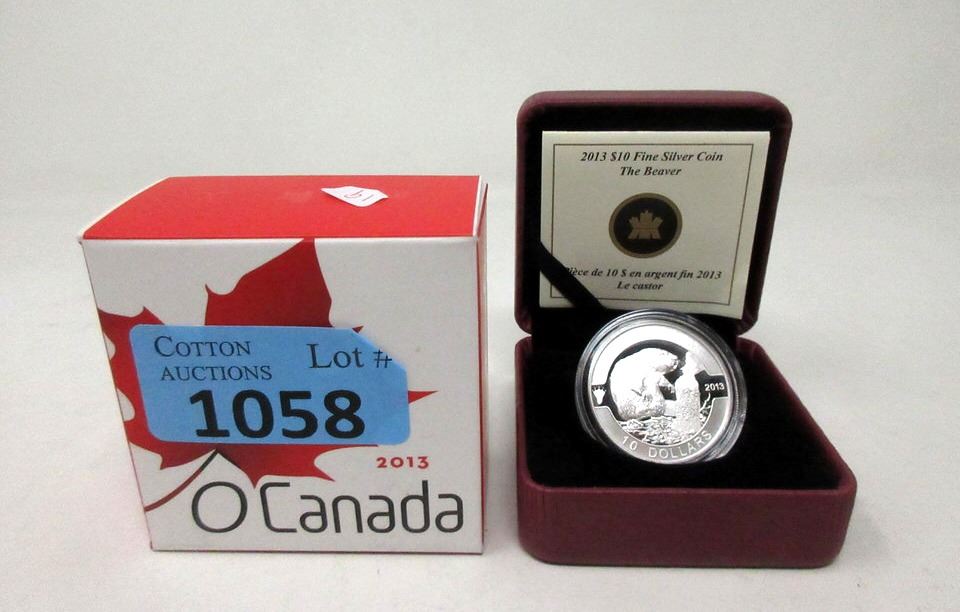 COTTON
AUCTIONS
Lot #
1058
2013
O Canada
2013 $10 Fine Silver Coin
The Beaver
Pièce de 10 $ en argent fin 2013
Le castor
2013
10 DOLLARS